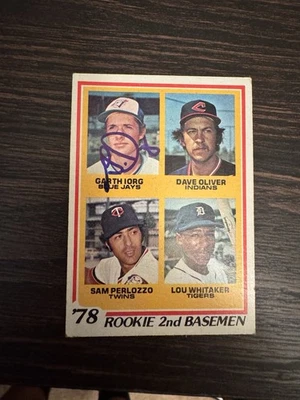 GARTH IORG
BLUE JAYS
DAVE OLIVER
INDIANS
SAM PERLOZZO
TWINS
LOU WHITAKER
TIGERS
'78 ROOKIE 2nd BASEMEN